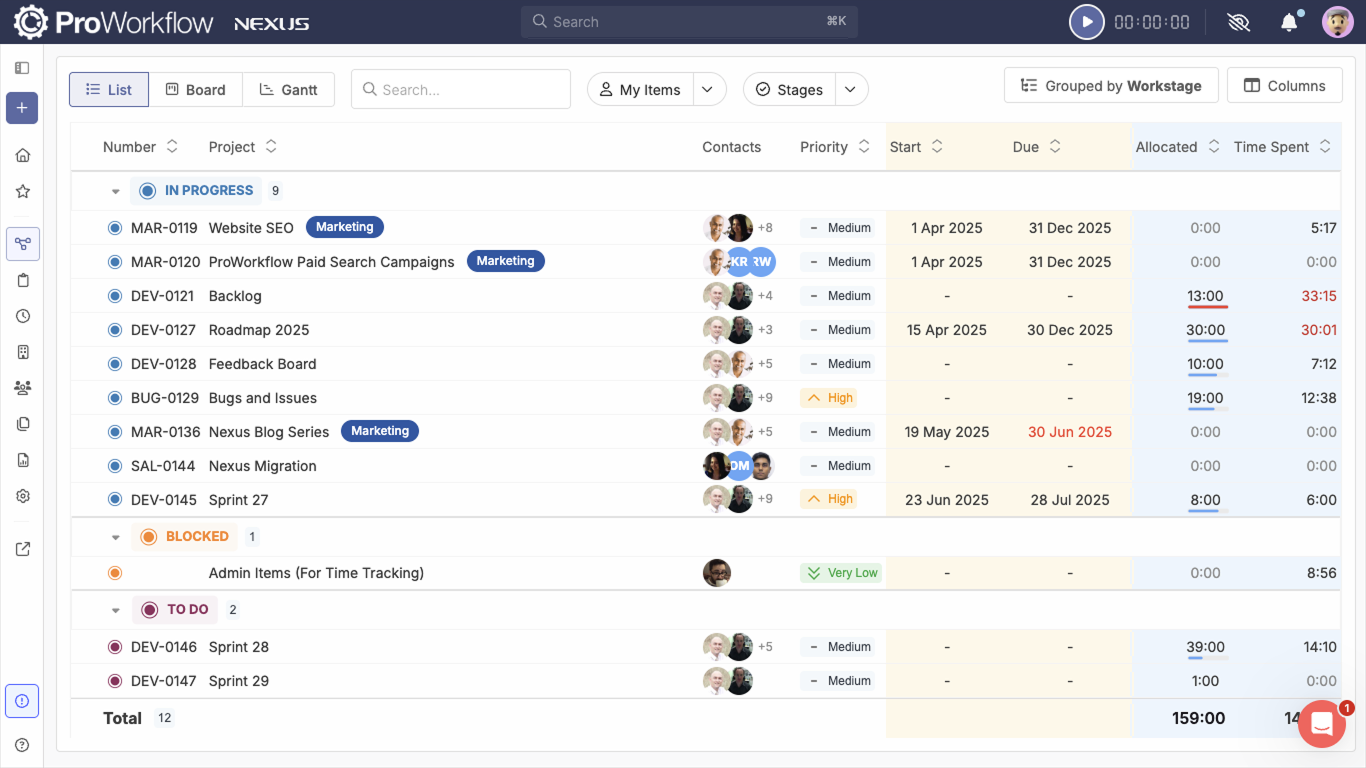 ProWorkflow NEXUS Search ⌘K 00:00:00
List Board Gantt Search... My Items Stages Grouped by Workstage Columns
Number Project Contacts Priority Start Due Allocated Time Spent
IN PROGRESS 9
MAR-0119 Website SEO Marketing +8 – Medium 1 Apr 2025 31 Dec 2025 0:00 5:17
MAR-0120 ProWorkflow Paid Search Campaigns Marketing KR RW – Medium 1 Apr 2025 31 Dec 2025 0:00 0:00
DEV-0121 Backlog +4 – Medium - - 13:00 33:15
DEV-0127 Roadmap 2025 +3 – Medium 15 Apr 2025 30 Dec 2025 30:00 30:01
DEV-0128 Feedback Board +5 – Medium - - 10:00 7:12
BUG-0129 Bugs and Issues +9 High - - 19:00 12:38
MAR-0136 Nexus Blog Series Marketing +5 – Medium 19 May 2025 30 Jun 2025 0:00 0:00
SAL-0144 Nexus Migration DM – Medium - - 0:00 0:00
DEV-0145 Sprint 27 +9 High 23 Jun 2025 28 Jul 2025 8:00 6:00
BLOCKED 1
Admin Items (For Time Tracking) Very Low - - 0:00 8:56
TO DO 2
DEV-0146 Sprint 28 +5 – Medium - - 39:00 14:10
DEV-0147 Sprint 29 – Medium - - 1:00 0:00
Total 12 159:00
1